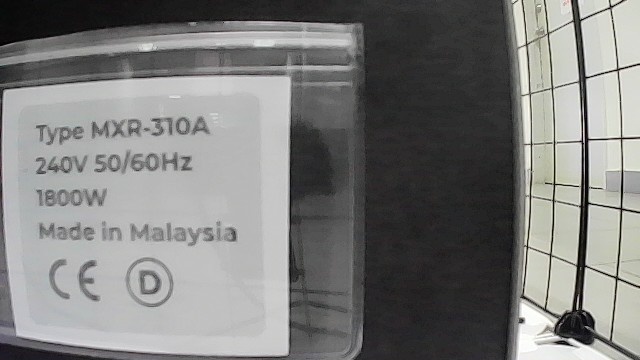 Type MXR-310A
240V 50/60Hz
1800W
Made in Malaysia
CE D